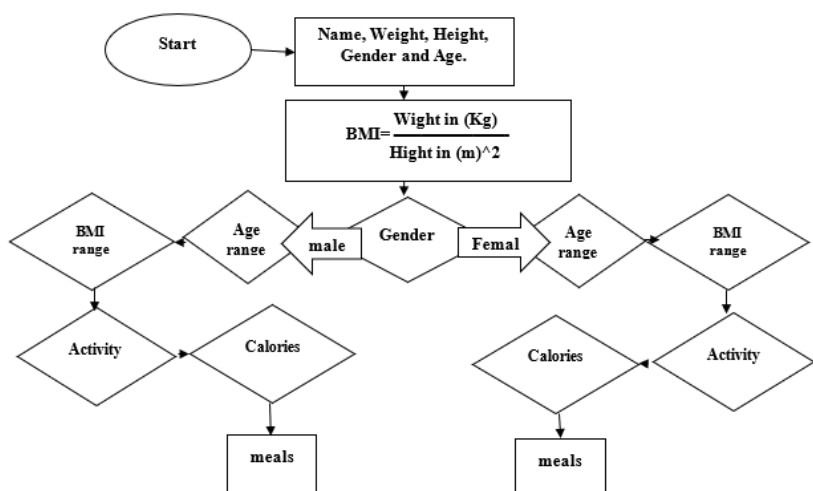 Start
Name, Weight, Height,
Gender and Age.
Wight in (Kg)
BMI=
Hight in (m)^2
BMI
range
Age
range
male
Gender
Femal
Age
range
BMI
range
Activity
Calories
Calories
Activity
meals
meals